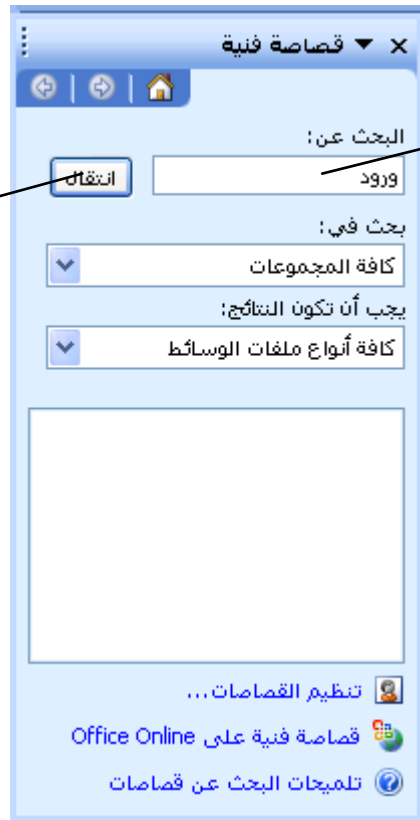 قصاصة فنية
البحث عن:
ورود
انتقال
بحث في:
كافة المجموعات
يجب أن تكون النتائج:
كافة أنواع ملفات الوسائط
تنظيم القصاصات...
قصاصة فنية على Office Online
تلميحات البحث عن قصاصات